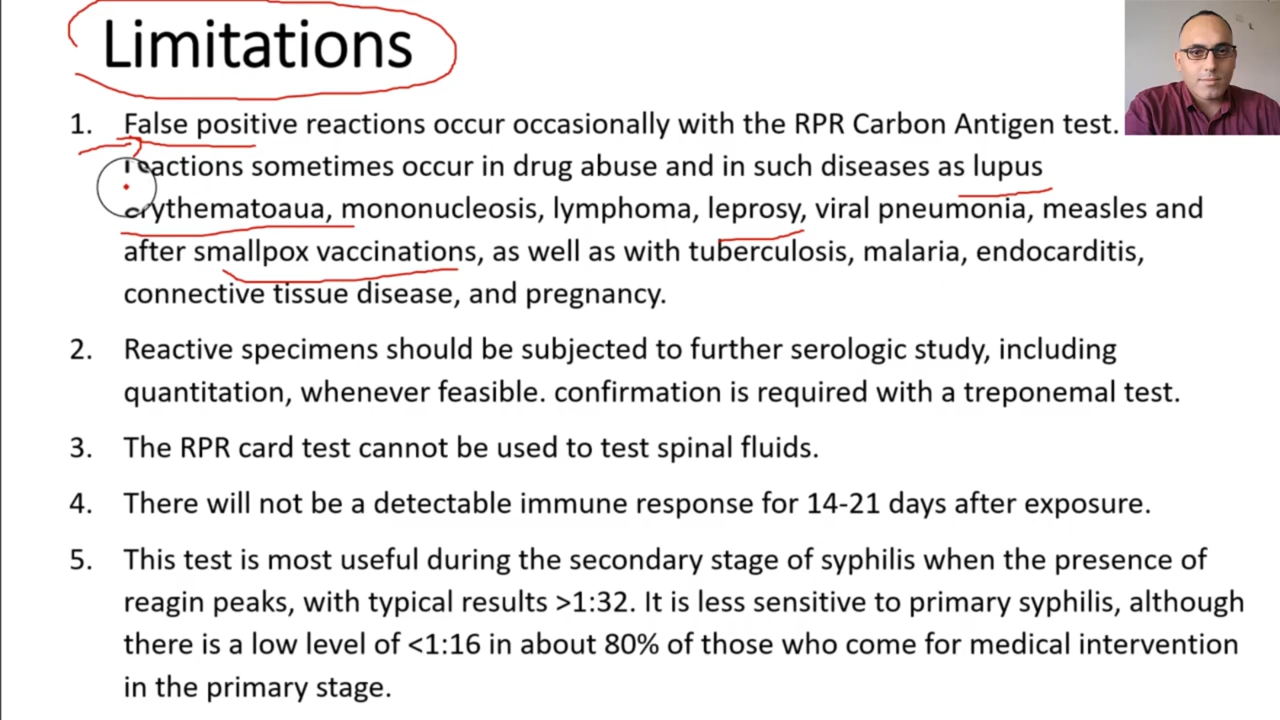 Limitations
1. False positive reactions occur occasionally with the RPR Carbon Antigen test.
reactions sometimes occur in drug abuse and in such diseases as lupus
erythematoaua, mononucleosis, lymphoma, leprosy, viral pneumonia, measles and
after smallpox vaccinations, as well as with tuberculosis, malaria, endocarditis,
connective tissue disease, and pregnancy.
2. Reactive specimens should be subjected to further serologic study, including
quantitation, whenever feasible. confirmation is required with a treponemal test.
3. The RPR card test cannot be used to test spinal fluids.
4. There will not be a detectable immune response for 14-21 days after exposure.
5. This test is most useful during the secondary stage of syphilis when the presence of
reagin peaks, with typical results >1:32. It is less sensitive to primary syphilis, although
there is a low level of <1:16 in about 80% of those who come for medical intervention
in the primary stage.